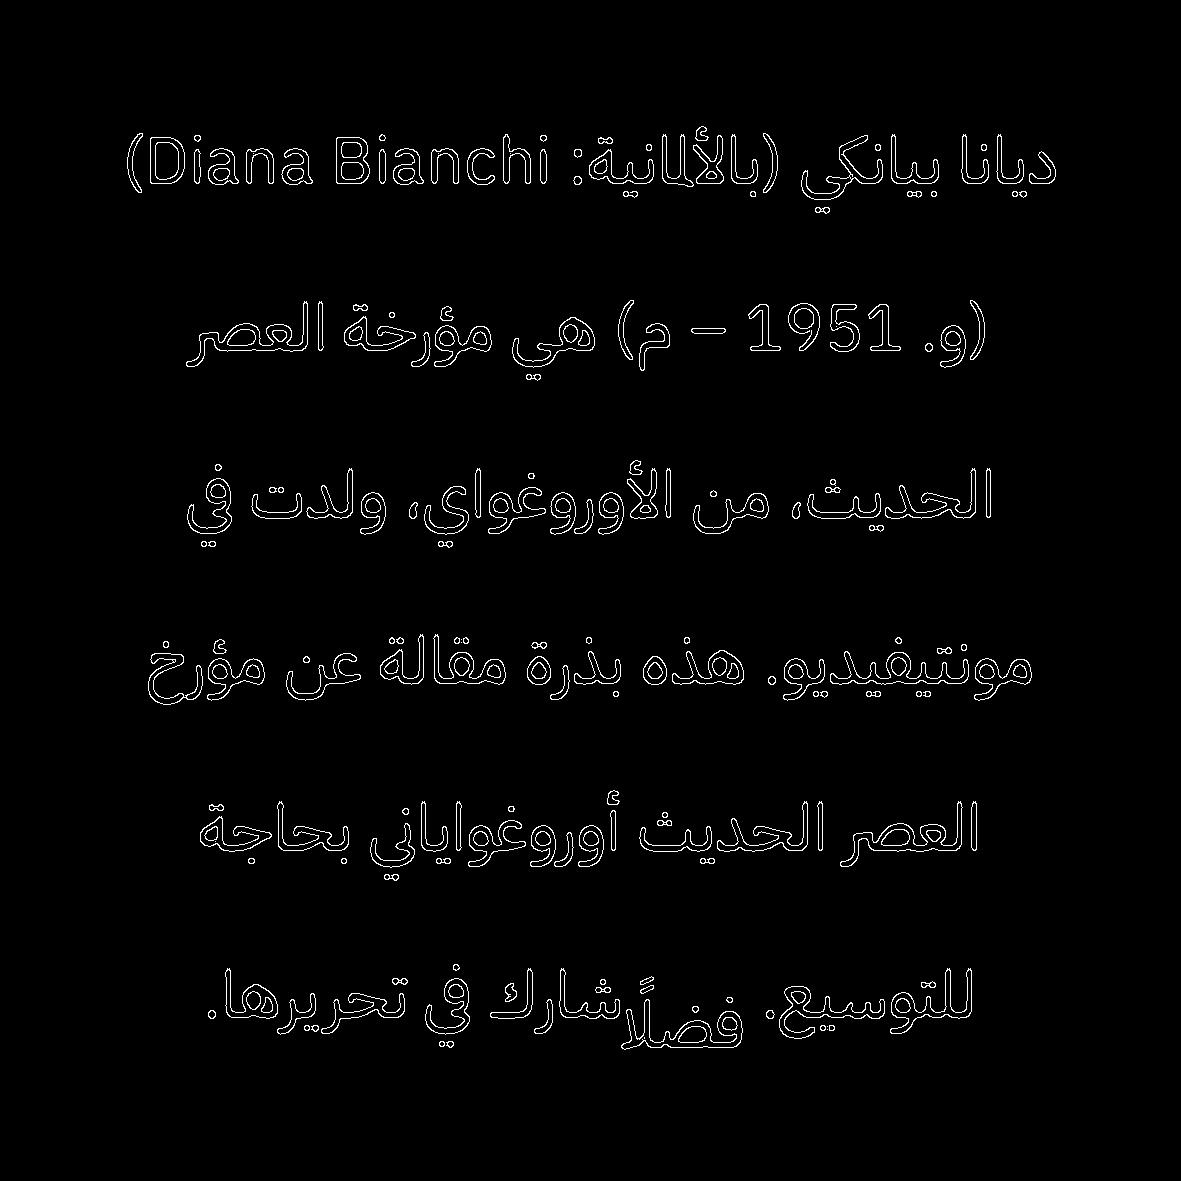 ديانا بيانكي (بالألمانية: Diana Bianchi)
(و. 1951 – م) هي مؤرخة العصر
الحديث، من الأوروغواي، ولدت في
مونتيفيديو. هذه بذرة مقالة عن مؤرخ
العصر الحديث أوروغواياني بحاجة
للتوسيع. فضلًا شارك في تحريرها.